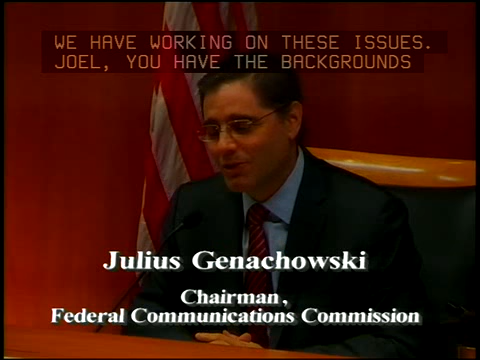 WE HAVE WORKING ON THESE ISSUES.
JOEL, YOU HAVE THE BACKGROUNDS
Julius Genachowski
Chairman,
Federal Communications Commission